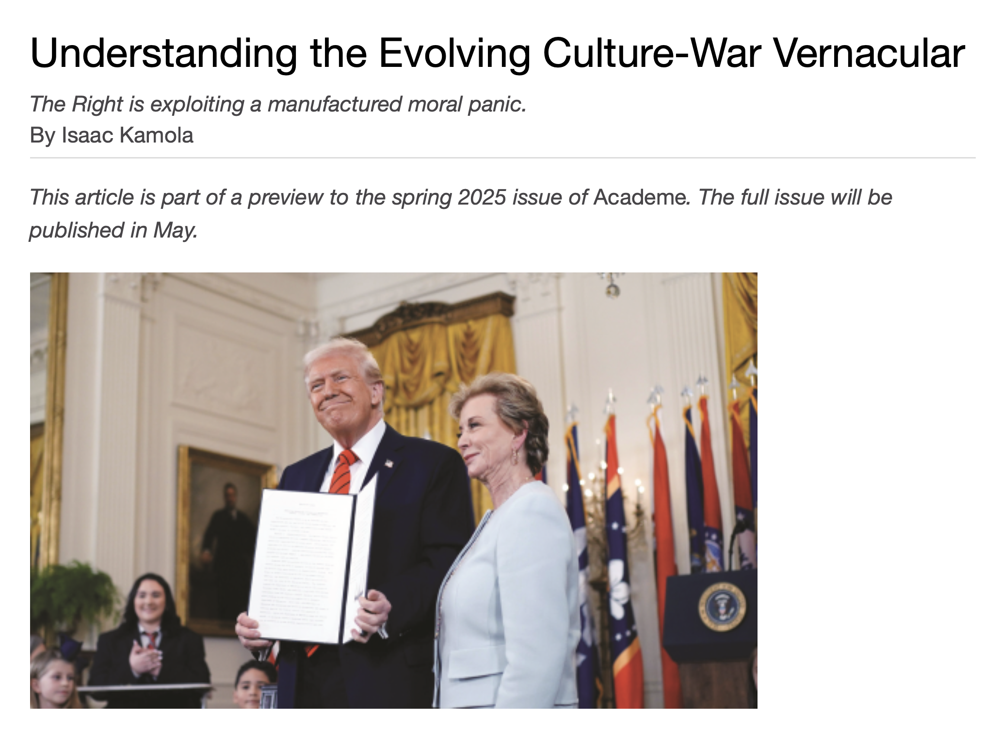 Understanding the Evolving Culture-War Vernacular
The Right is exploiting a manufactured moral panic.
By Isaac Kamola
This article is part of a preview to the spring 2025 issue of Academe. The full issue will be
published in May.